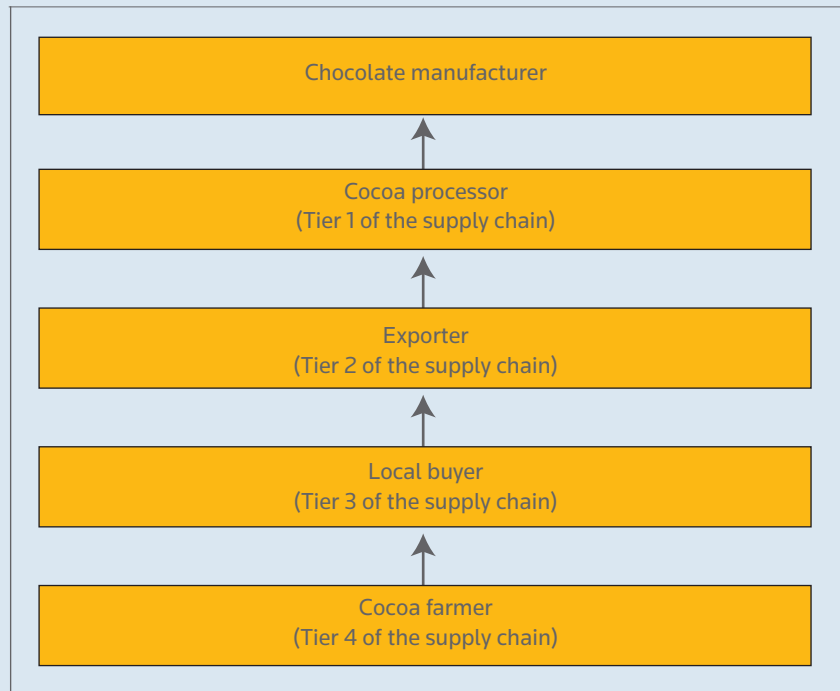 Chocolate manufacturer
Cocoa processor
(Tier 1 of the supply chain)
Exporter
(Tier 2 of the supply chain)
Local buyer
(Tier 3 of the supply chain)
Cocoa farmer
(Tier 4 of the supply chain)